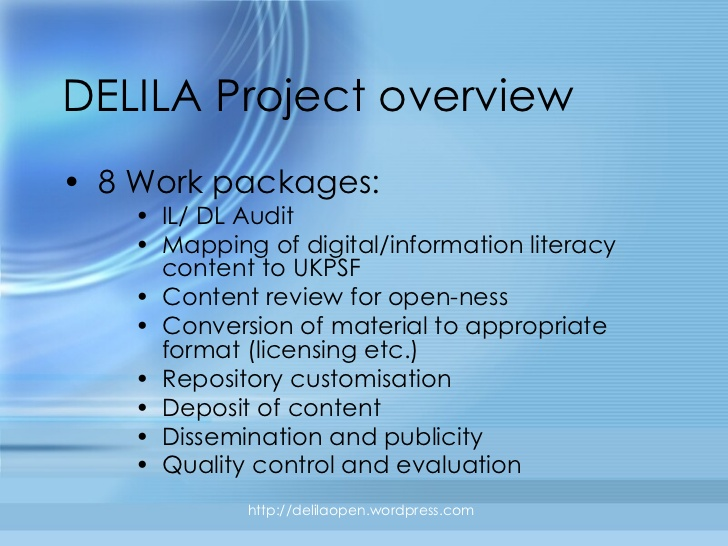 DELILA Project overview
• 8 Work packages:
• IL/ DL Audit
• Mapping of digital/information literacy
content to UKPSF
• Content review for open-ness
• Conversion of material to appropriate
format (licensing etc.)
• Repository customisation
• Deposit of content
• Dissemination and publicity
• Quality control and evaluation
http://delilaopen.wordpress.com